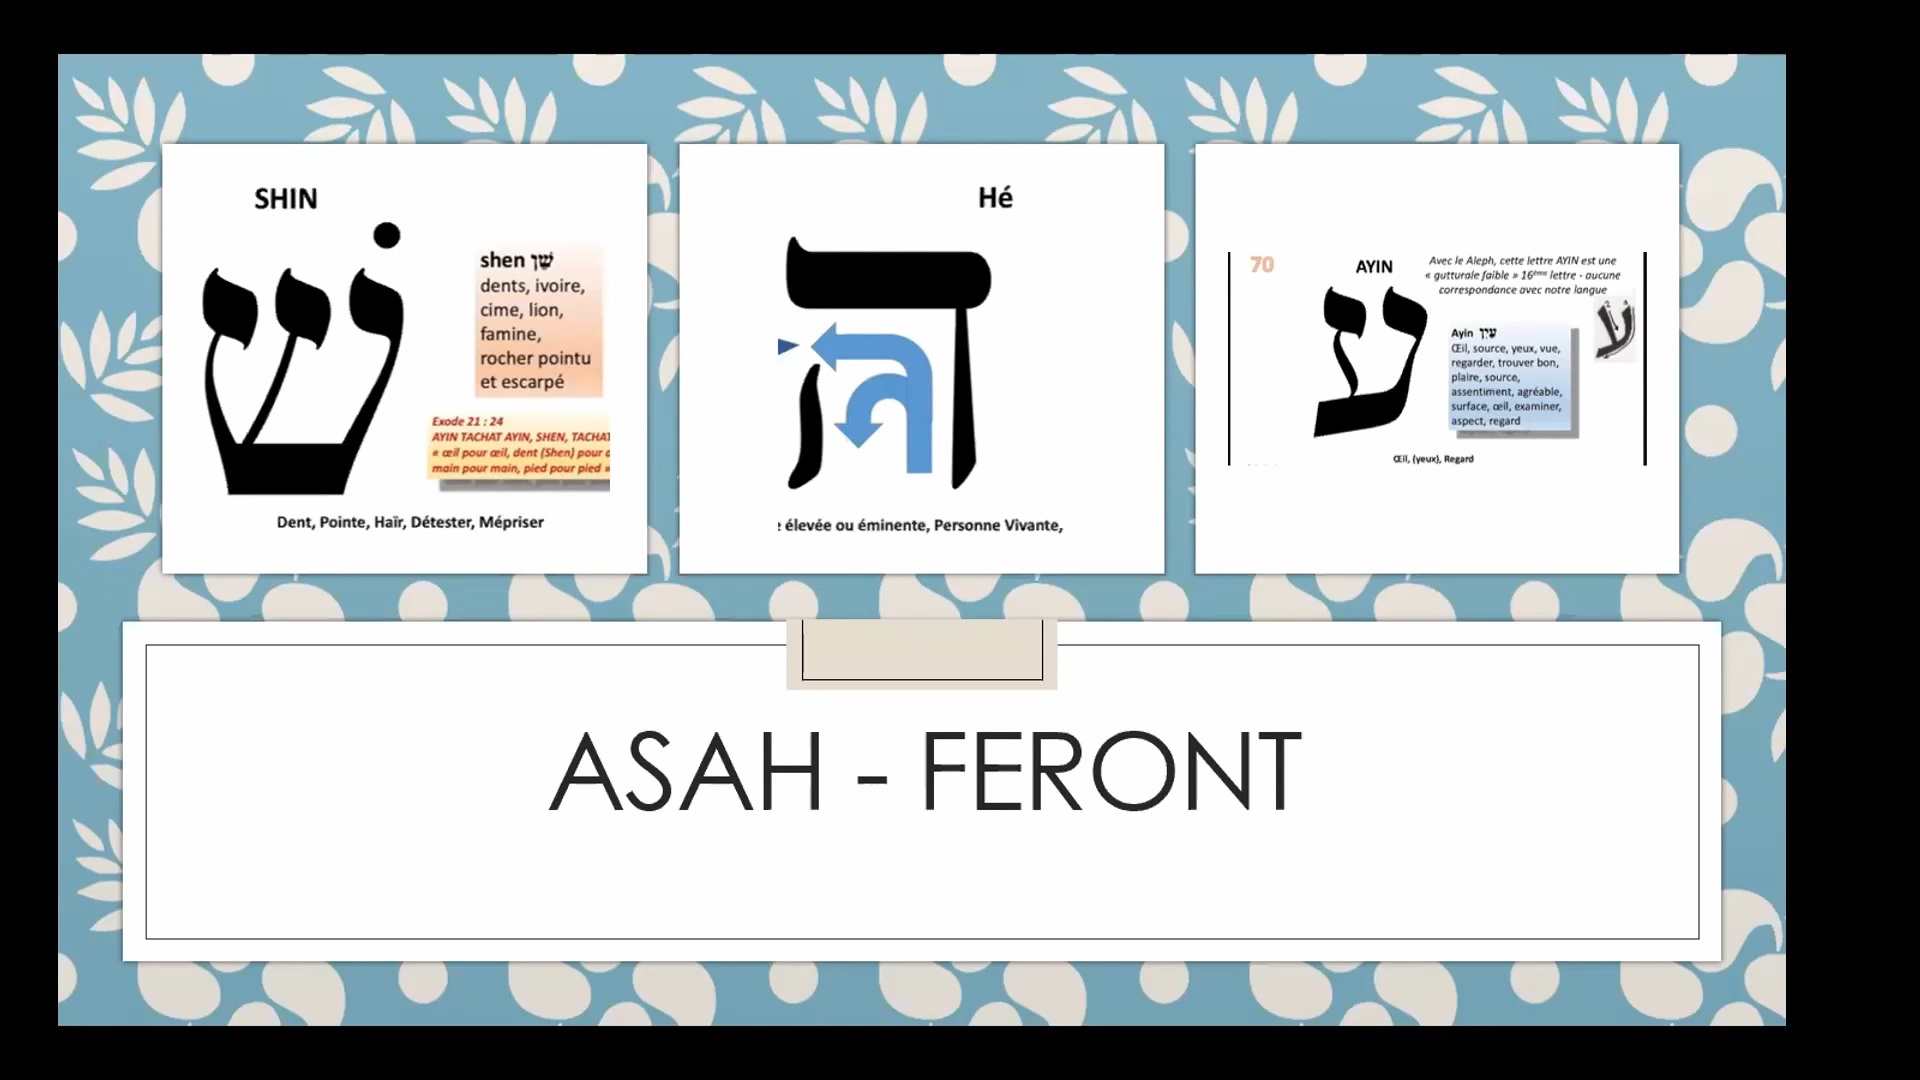 SHIN
שׁ
shen שֵׁן
dents, ivoire,
cime, lion,
famine,
rocher pointu
et escarpé
Exode 21 : 24
AYIN TACHAT AYIN, SHEN, TACHAT
« œil pour œil, dent (Shen) pour
main pour main, pied pour pied »
Dent, Pointe, Haïr, Détester, Mépriser
Hé
ה
élevée ou éminente, Personne Vivante,
70
AYIN
Avec le Aleph, cette lettre AYIN est une
« gutturale faible » 16ème lettre - aucune
correspondance avec notre langue
ע
Ayin עַיִן
Œil, source, yeux, vue,
regarder, trouver bon,
plaire, source,
assentiment, agréable,
surface, œil, examiner,
aspect, regard
Œil, (yeux), Regard
ASAH - FERONT